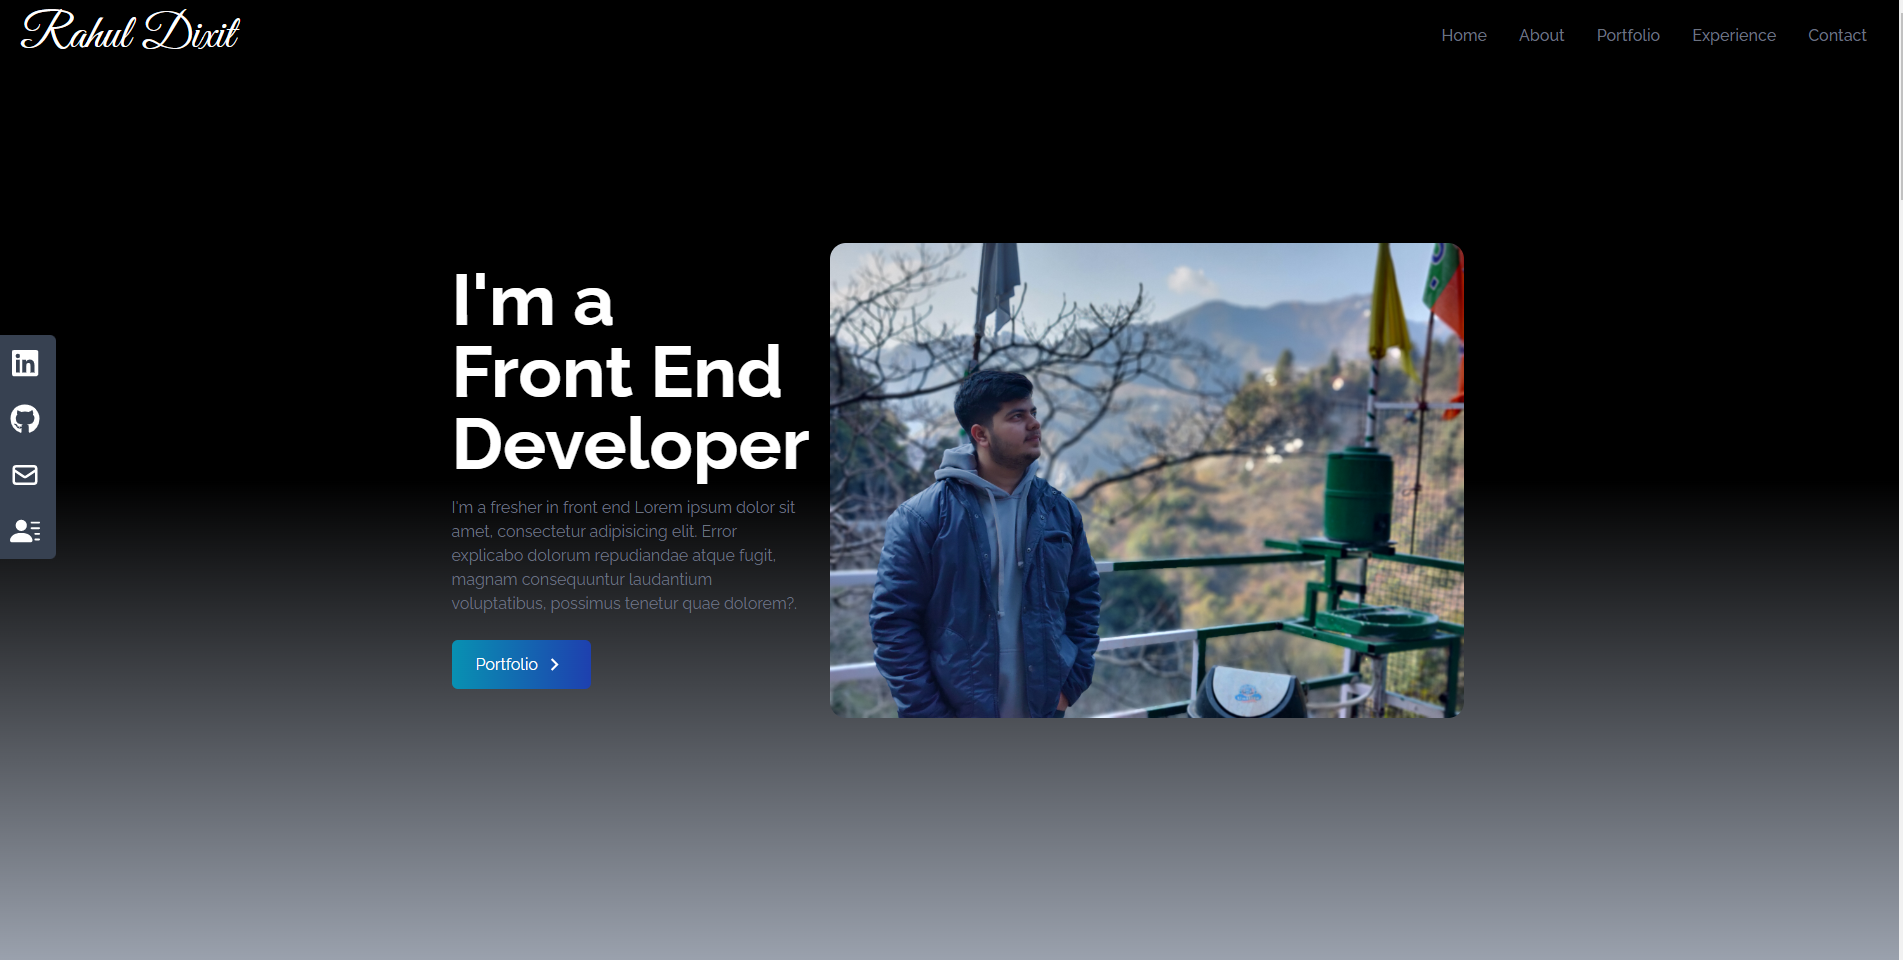 Rahul Dixit
Home About Portfolio Experience Contact
I'm a
Front End
Developer
I'm a fresher in front end Lorem ipsum dolor sit
amet, consectetur adipisicing elit. Error
explicabo dolorum repudiandae atque fugit,
magnam consequuntur laudantium
voluptatibus, possimus tenetur quae dolorem?.
Portfolio